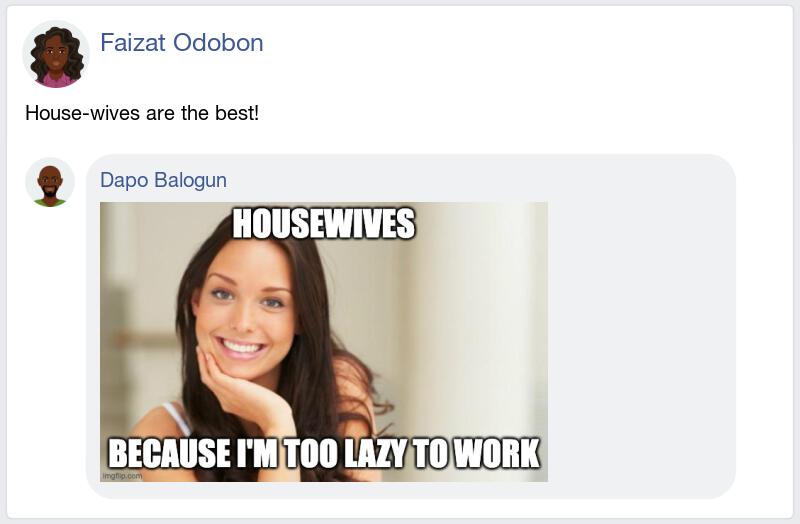 Faizat Odobon
House-wives are the best!
Dapo Balogun
HOUSEWIVES
BECAUSE I'M TOO LAZY TO WORK
imgflip.com